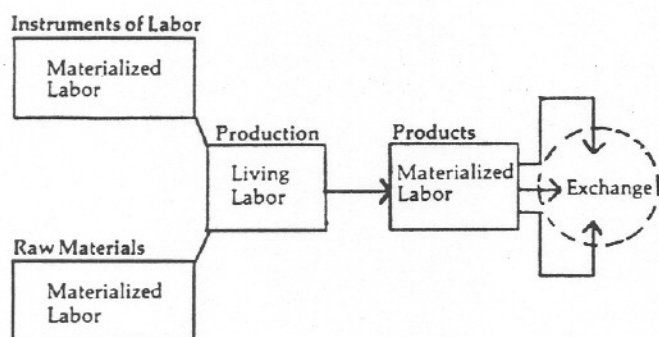 Instruments of Labor
Materialized
Labor
Production
Living
Labor
Products
Materialized
Labor
Exchange
Raw Materials
Materialized
Labor